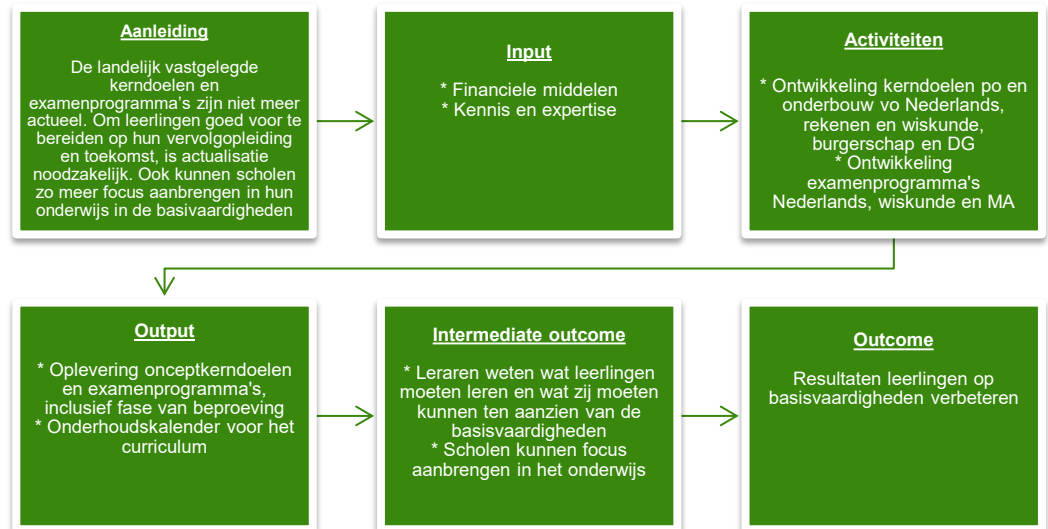 Aanleiding
De landelijk vastgelegde
kerndoelen en
examenprogramma's zijn niet meer
actueel. Om leerlingen goed voor te
bereiden op hun vervolgopleiding
en toekomst, is actualisatie
noodzakelijk. Ook kunnen scholen
zo meer focus aanbrengen in hun
onderwijs in de basivaardigheden
Input
* Financiele middelen
* Kennis en expertise
Activiteiten
* Ontwikkeling kerndoelen po en
onderbouw vo Nederlands,
rekenen en wiskunde,
burgerschap en DG
* Ontwikkeling
examenprogramma's
Nederlands, wiskunde en MA
Output
* Oplevering onceptkerndoelen
en examenprogramma's,
inclusief fase van beproeving
* Onderhoudskalender voor het
curriculum
Intermediate outcome
* Leraren weten wat leerlingen
moeten leren en wat zij moeten
kunnen ten aanzien van de
basisvaardigheden
* Scholen kunnen focus
aanbrengen in het onderwijs
Outcome
Resultaten leerlingen op
basisvaardigheden verbeteren